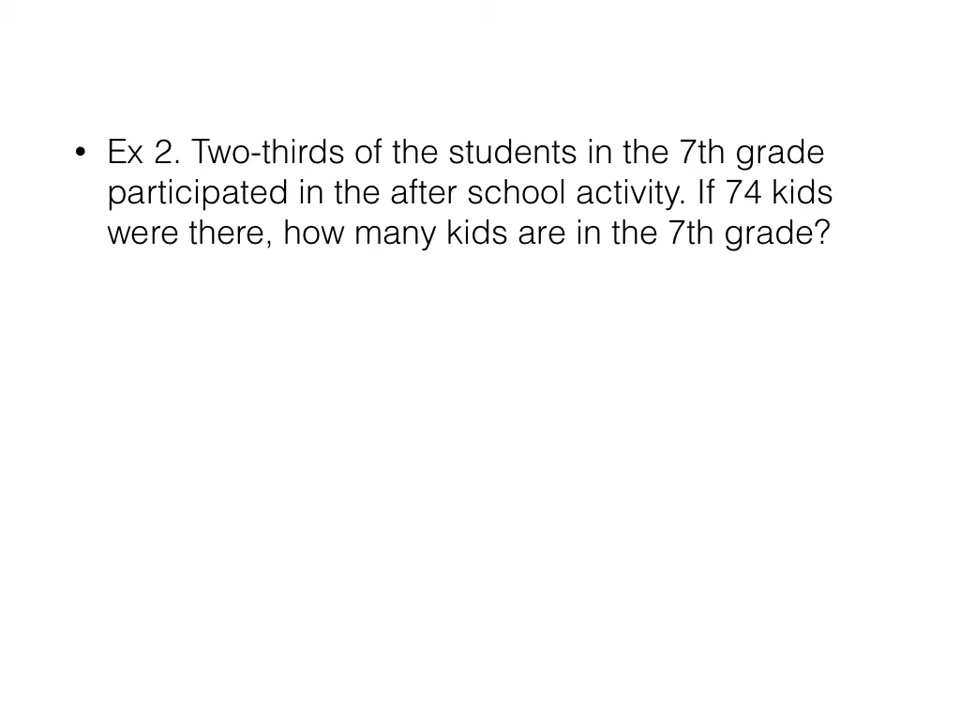 • Ex 2. Two-thirds of the students in the 7th grade
participated in the after school activity. If 74 kids
were there, how many kids are in the 7th grade?